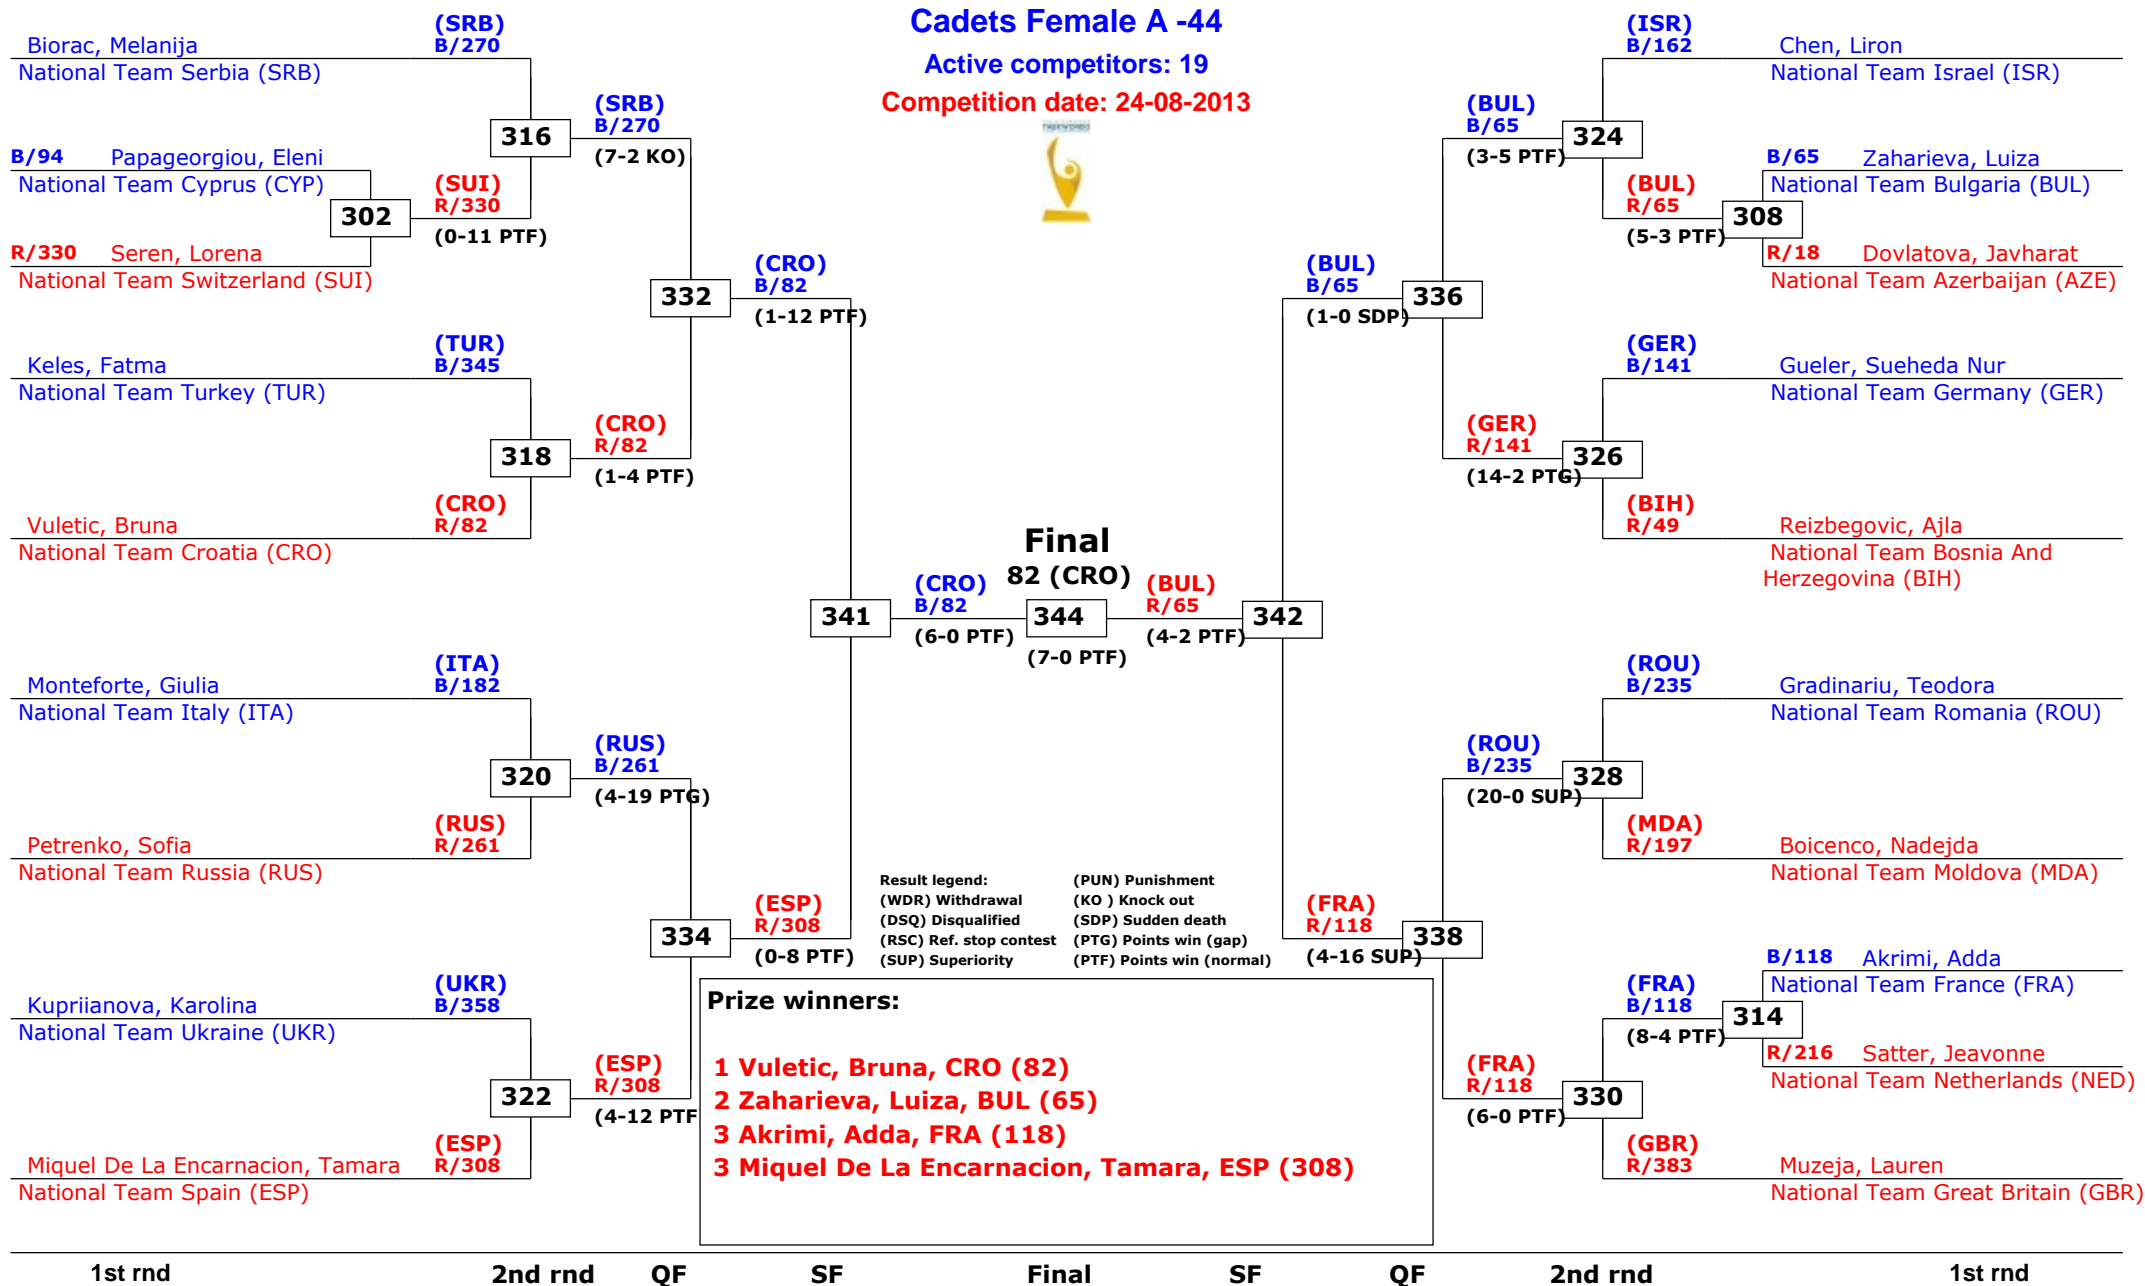 Cadets Female A -44
Active competitors: 19
Competition date: 24-08-2013
TAEKWONDO
Biorac, Melanija
National Team Serbia (SRB)
(SRB)
B/270
B/94 Papageorgiou, Eleni
National Team Cyprus (CYP)
302
R/330 Seren, Lorena
National Team Switzerland (SUI)
(SUI)
R/330
(0-11 PTF)
316
(SRB)
B/270
(7-2 KO)
Keles, Fatma
National Team Turkey (TUR)
(TUR)
B/345
318
Vuletic, Bruna
National Team Croatia (CRO)
(CRO)
R/82
(CRO)
R/82
(1-4 PTF)
332
(CRO)
B/82
(1-12 PTF)
Monteforte, Giulia
National Team Italy (ITA)
(ITA)
B/182
320
Petrenko, Sofia
National Team Russia (RUS)
(RUS)
R/261
(RUS)
B/261
(4-19 PTG)
Kupriianova, Karolina
National Team Ukraine (UKR)
(UKR)
B/358
322
Miquel De La Encarnacion, Tamara
National Team Spain (ESP)
(ESP)
R/308
(ESP)
R/308
(4-12 PTF
334
(ESP)
R/308
(0-8 PTF)
341
(CRO)
B/82
(6-0 PTF)
Final
82 (CRO)
344
(7-0 PTF)
(BUL)
R/65
(4-2 PTF)
342
(BUL)
B/65
(1-0 SDP)
336
(BUL)
B/65
(3-5 PTF)
324
(ISR)
B/162
Chen, Liron
National Team Israel (ISR)
(BUL)
R/65
(5-3 PTF)
308
B/65 Zaharieva, Luiza
National Team Bulgaria (BUL)
R/18 Dovlatova, Javharat
National Team Azerbaijan (AZE)
(GER)
R/141
(14-2 PTG)
326
(GER)
B/141
Gueler, Sueheda Nur
National Team Germany (GER)
(BIH)
R/49
Reizbegovic, Ajla
National Team Bosnia And
Herzegovina (BIH)
(FRA)
R/118
(4-16 SUP)
338
(ROU)
B/235
(20-0 SUP)
328
(ROU)
B/235
Gradinariu, Teodora
National Team Romania (ROU)
(MDA)
R/197
Boicenco, Nadejda
National Team Moldova (MDA)
(FRA)
R/118
(6-0 PTF)
330
(FRA)
B/118
(8-4 PTF)
314
B/118 Akrimi, Adda
National Team France (FRA)
R/216 Satter, Jeavonne
National Team Netherlands (NED)
(GBR)
R/383
Muzeja, Lauren
National Team Great Britain (GBR)
Result legend:
(WDR) Withdrawal
(DSQ) Disqualified
(RSC) Ref. stop contest
(SUP) Superiority
(PUN) Punishment
(KO ) Knock out
(SDP) Sudden death
(PTG) Points win (gap)
(PTF) Points win (normal)
Prize winners:
1 Vuletic, Bruna, CRO (82)
2 Zaharieva, Luiza, BUL (65)
3 Akrimi, Adda, FRA (118)
3 Miquel De La Encarnacion, Tamara, ESP (308)
1st rnd 2nd rnd QF SF Final SF QF 2nd rnd 1st rnd